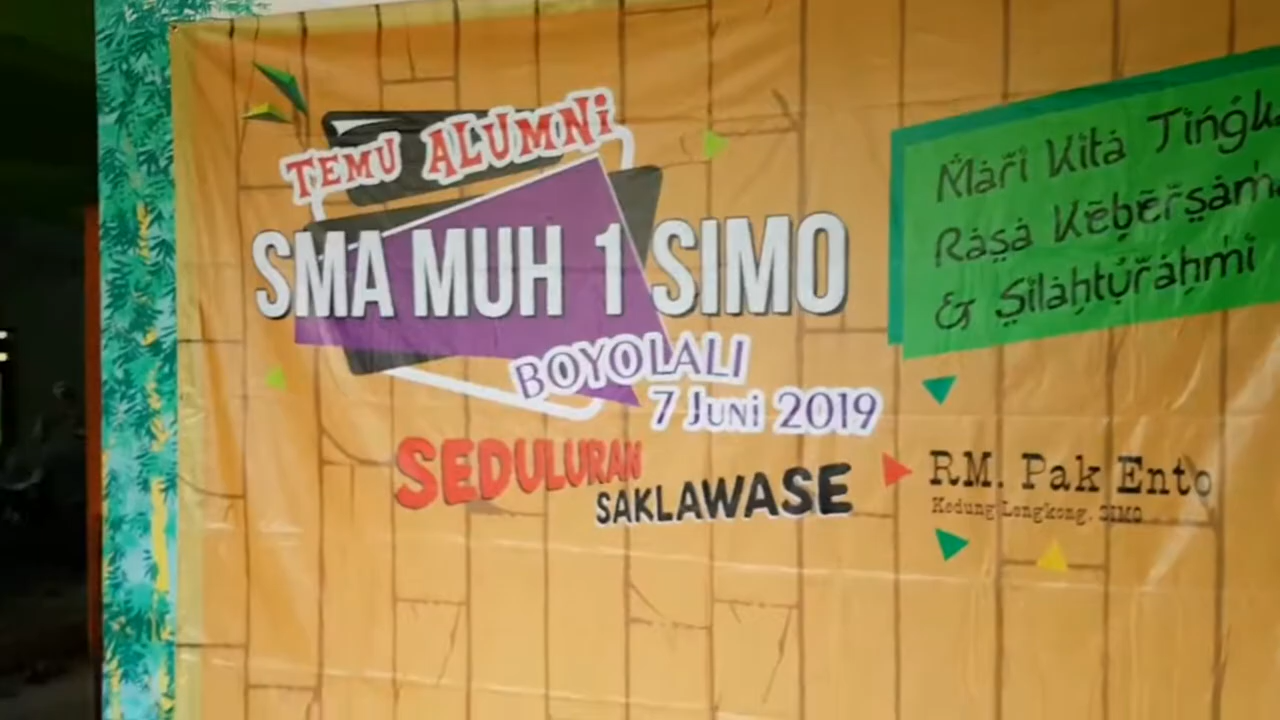 TEMU ALUMNI
SMA MUH 1 SIMO
BOYOLALI
7 JUNI 2019
SEDULURAN
SAKLAWASE
Mari Kita
Rasa
& Silahturahmi
RM. Pak Ento
Kedung Lengkong, SIMO